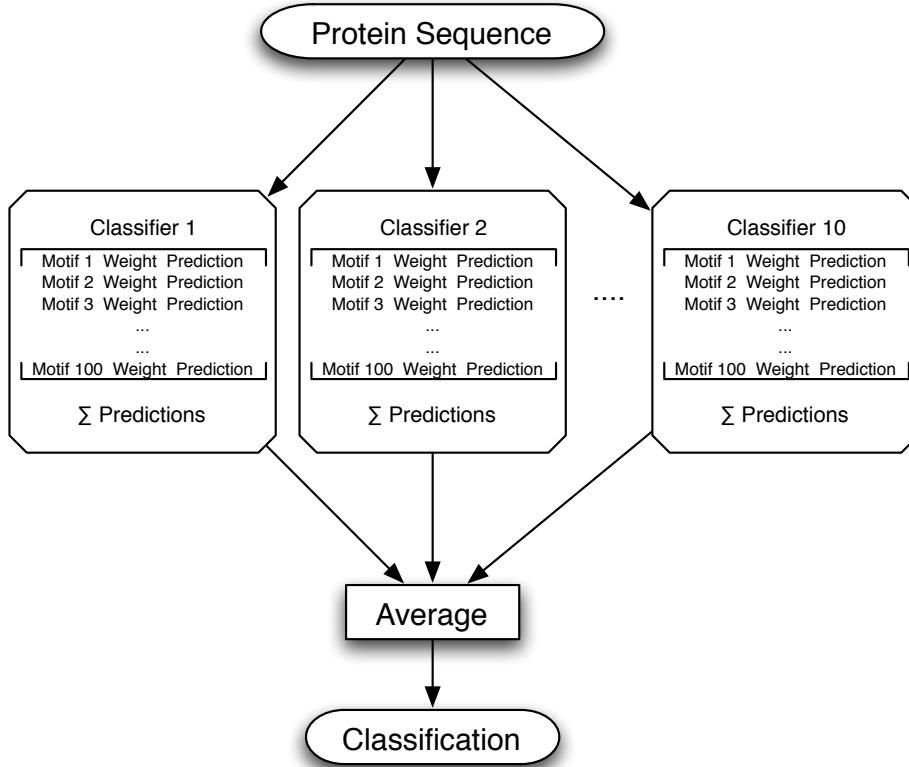 Protein Sequence
Classifier 1
Motif 1 Weight Prediction
Motif 2 Weight Prediction
Motif 3 Weight Prediction
...
...
Motif 100 Weight Prediction
∑ Predictions
Classifier 2
Motif 1 Weight Prediction
Motif 2 Weight Prediction
Motif 3 Weight Prediction
...
...
Motif 100 Weight Prediction
∑ Predictions
....
Classifier 10
Motif 1 Weight Prediction
Motif 2 Weight Prediction
Motif 3 Weight Prediction
...
...
Motif 100 Weight Prediction
∑ Predictions
Average
Classification